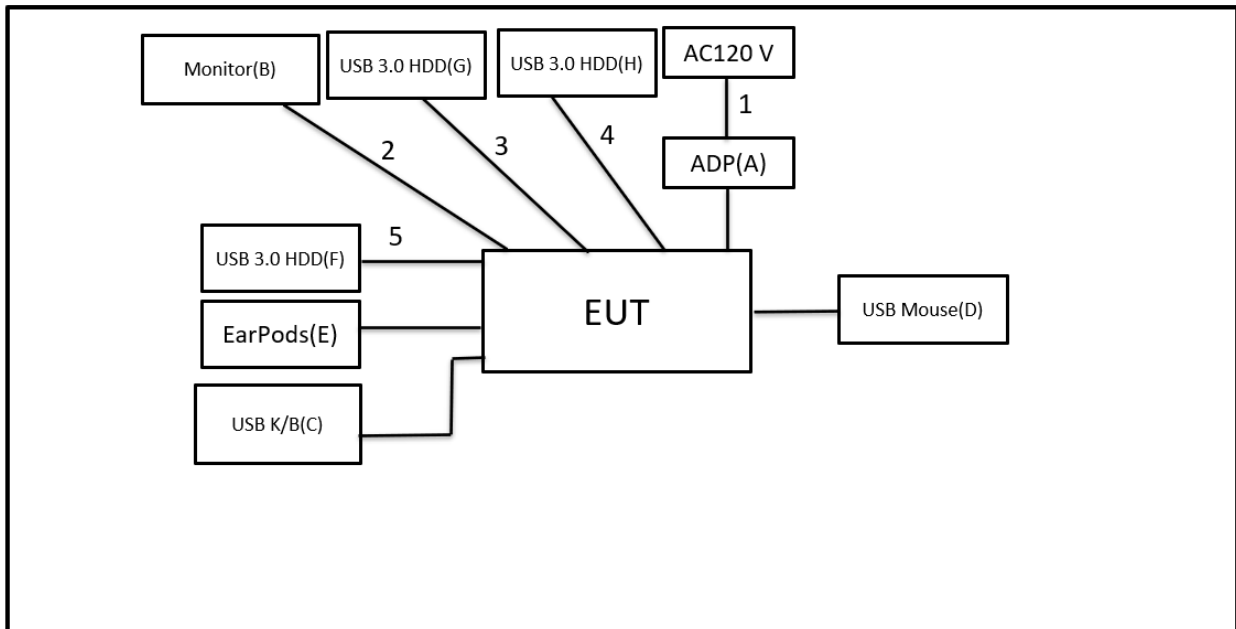 Monitor(B)
USB 3.0 HDD(G)
USB 3.0 HDD(H)
AC120 V
1
2
3
4
ADP(A)
5
USB 3.0 HDD(F)
EUT
USB Mouse(D)
EarPods(E)
USB K/B(C)